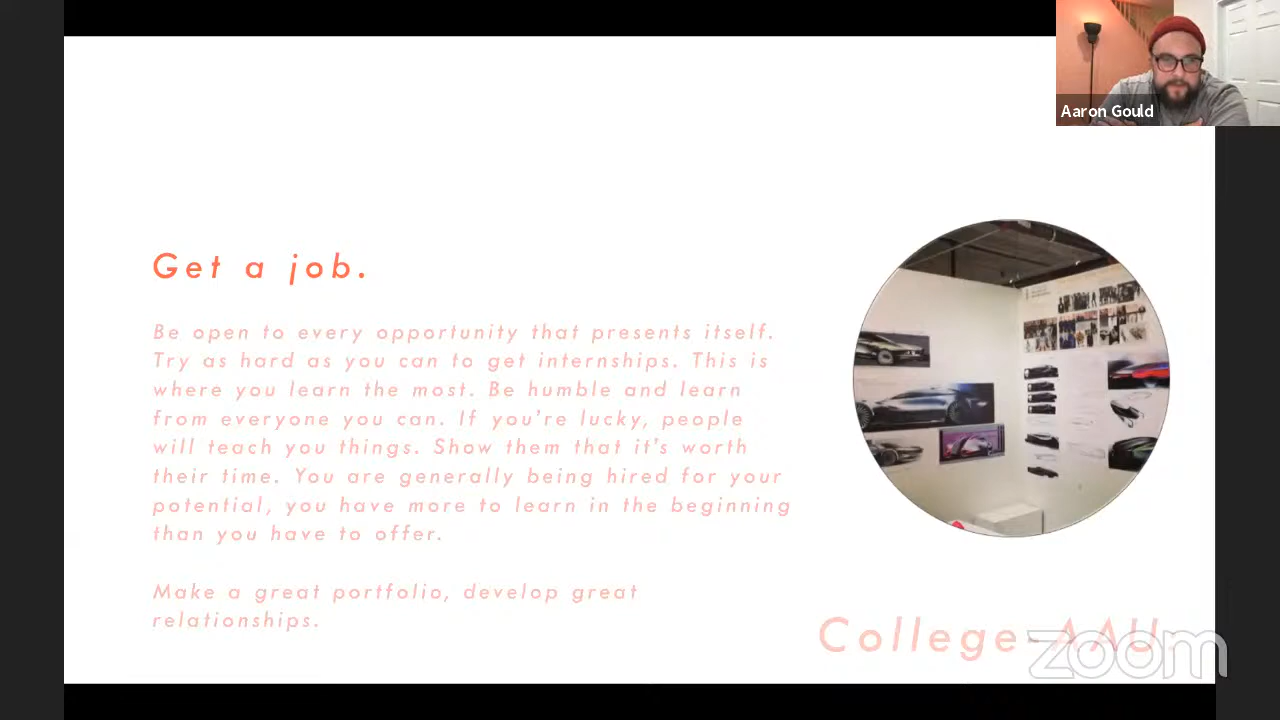 Aaron Gould
Get a job.
Be open to every opportunity that presents itself.
Try as hard as you can to get internships. This is
where you learn the most. Be humble and learn
from everyone you can. If you're lucky, people
will teach you things. Show them that it's worth
their time. You are generally being hired for your
potential, you have more to learn in the beginning
than you have to offer.
Make a great portfolio, develop great
relationships.
College-AAU.
zoom